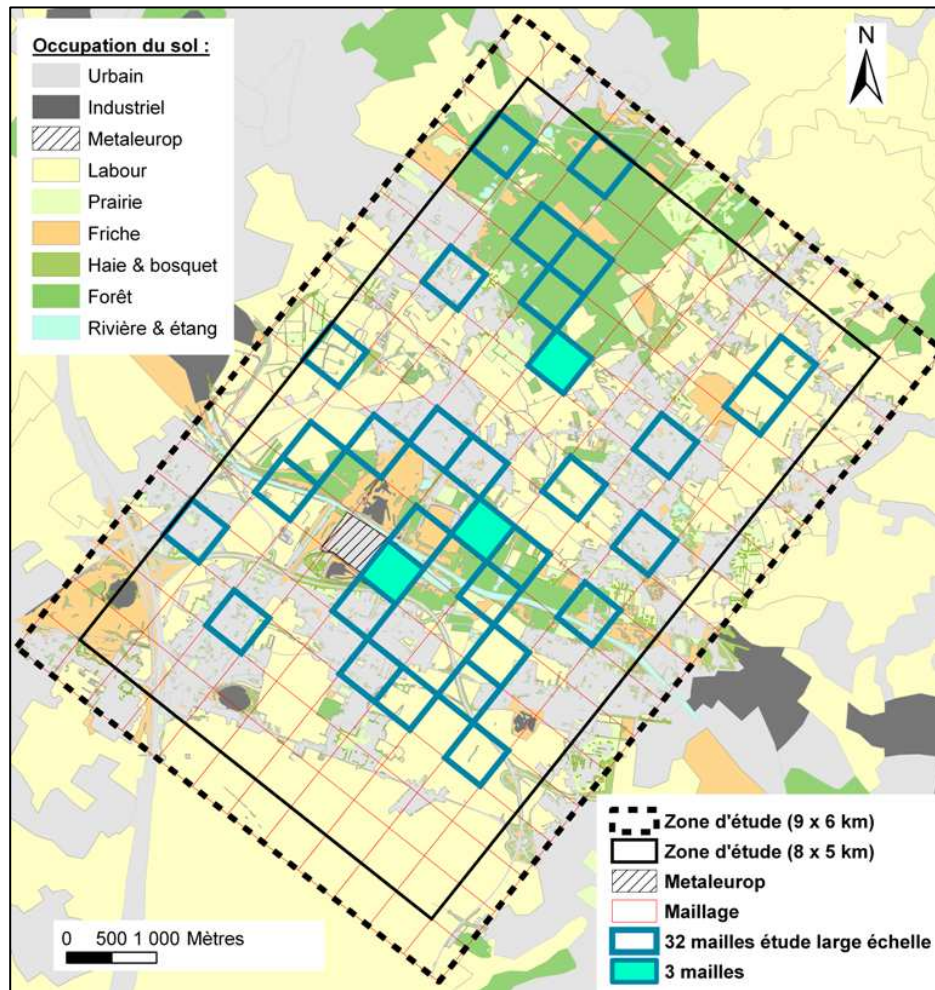 Occupation du sol :
Urbain
Industriel
Metaleurop
Labour
Prairie
Friche
Haie & bosquet
Forêt
Rivière & étang
N
Zone d'étude (9 x 6 km)
Zone d'étude (8 x 5 km)
Metaleurop
Maillage
32 mailles étude large échelle
3 mailles
0 500 1 000 Mètres